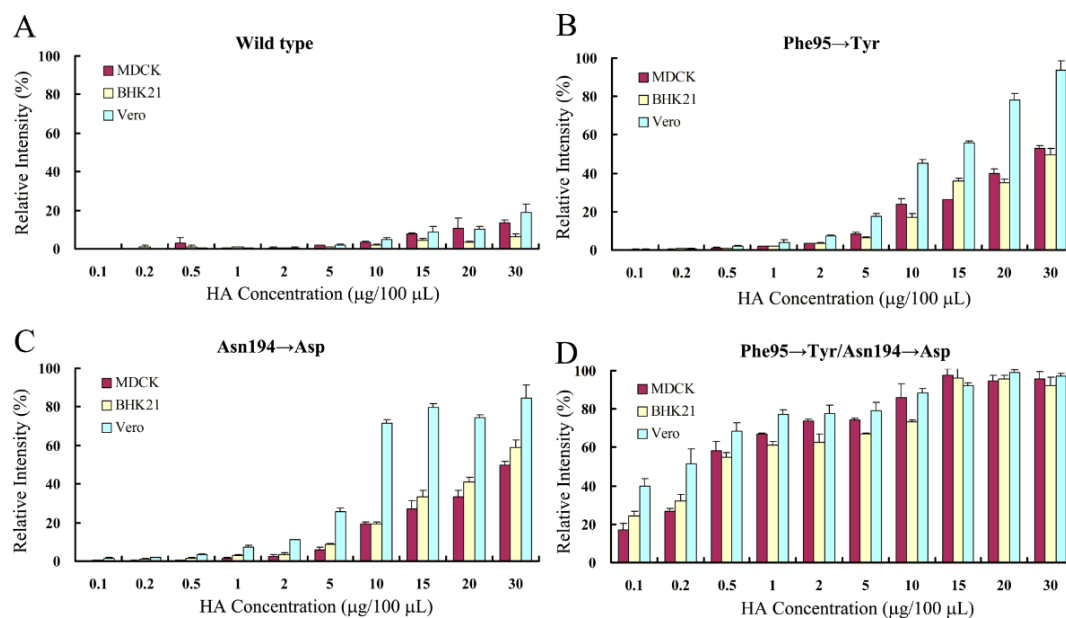 A
Wild type
100
80
60
40
20
0
Relative Intensity (%)
MDCK
BHK21
Vero
0.1 0.2 0.5 1 2 5 10 15 20 30
HA Concentration (μg/100 μL)
B
Phe95→Tyr
100
80
60
40
20
0
Relative Intensity (%)
MDCK
BHK21
Vero
0.1 0.2 0.5 1 2 5 10 15 20 30
HA Concentration (μg/100 μL)
C
Asn194→Asp
100
80
60
40
20
0
Relative Intensity (%)
MDCK
BHK21
Vero
0.1 0.2 0.5 1 2 5 10 15 20 30
HA Concentration (μg/100 μL)
D
Phe95→Tyr/Asn194→Asp
100
80
60
40
20
0
Relative Intensity (%)
MDCK
BHK21
Vero
0.1 0.2 0.5 1 2 5 10 15 20 30
HA Concentration (μg/100 μL)